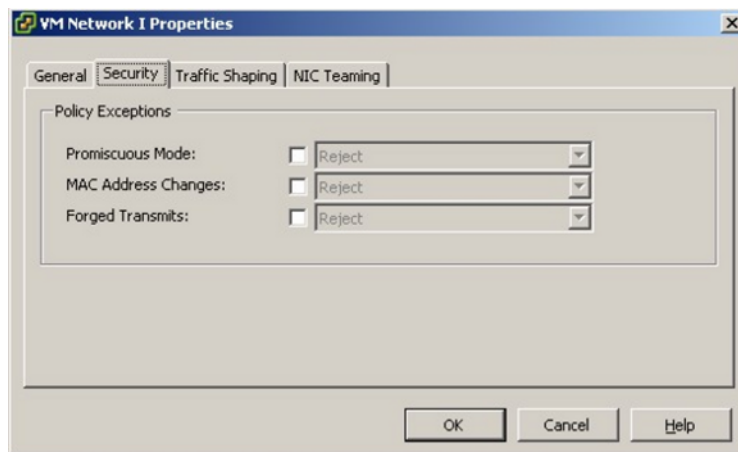 VM Network I Properties
General Security Traffic Shaping NIC Teaming
Policy Exceptions
Promiscuous Mode: Reject
MAC Address Changes: Reject
Forged Transmits: Reject
OK Cancel Help